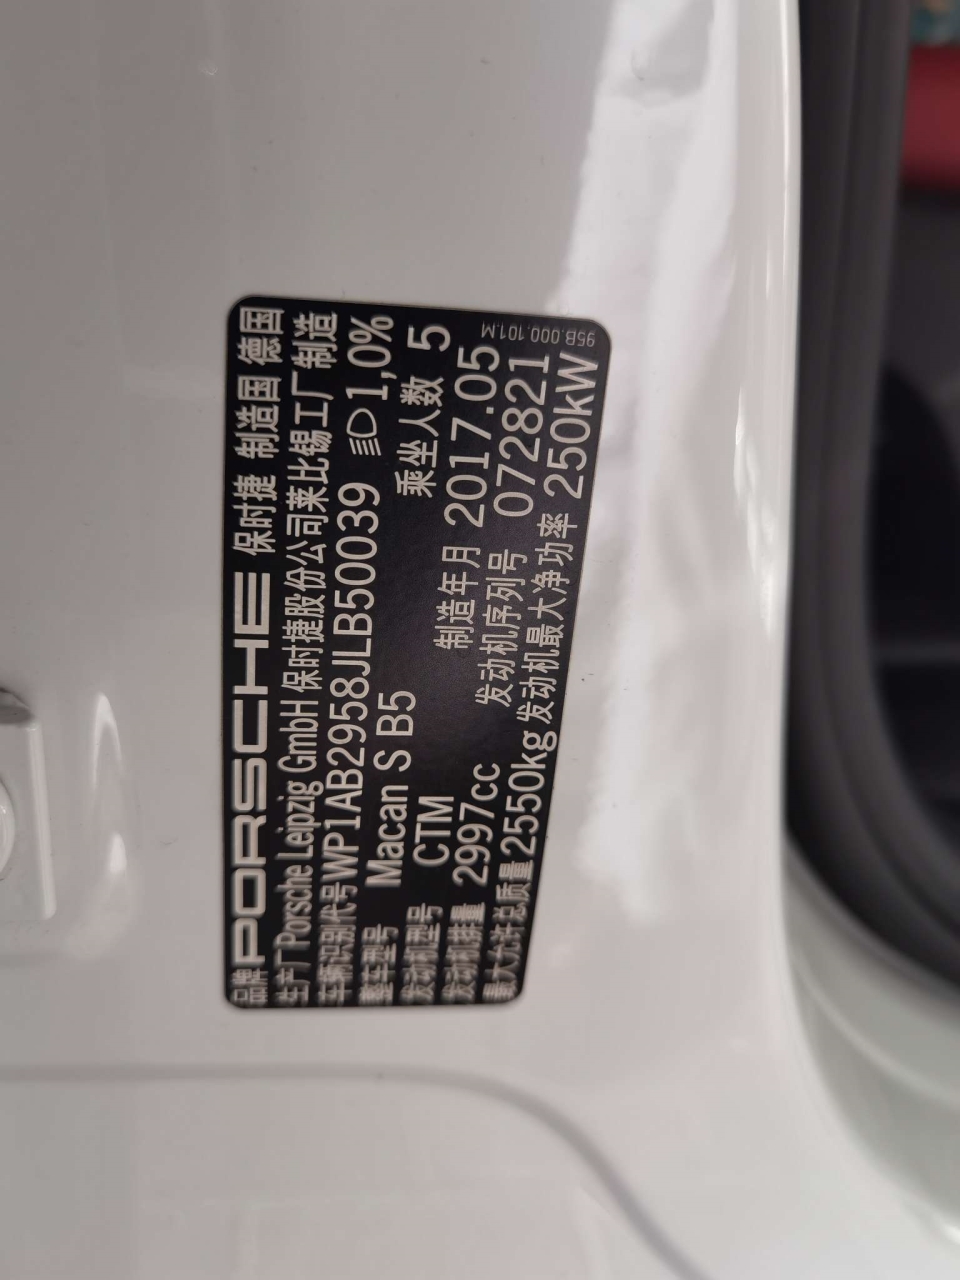 品牌 PORSCHE 保时捷 制造国 德国
生产厂 Porsche Leipzig GmbH 保时捷股份公司莱比锡工厂制造
车辆识别代号 WP1AB2958JLB50039 1,0%
整车型号 Macan S B5 乘坐人数 5
发动机型号 CTM 制造年月 2017.05
发动机排量 2997cc 发动机序列号 072821
最大允许总质量 2550kg 发动机最大净功率 250kW
95B.000.101.M